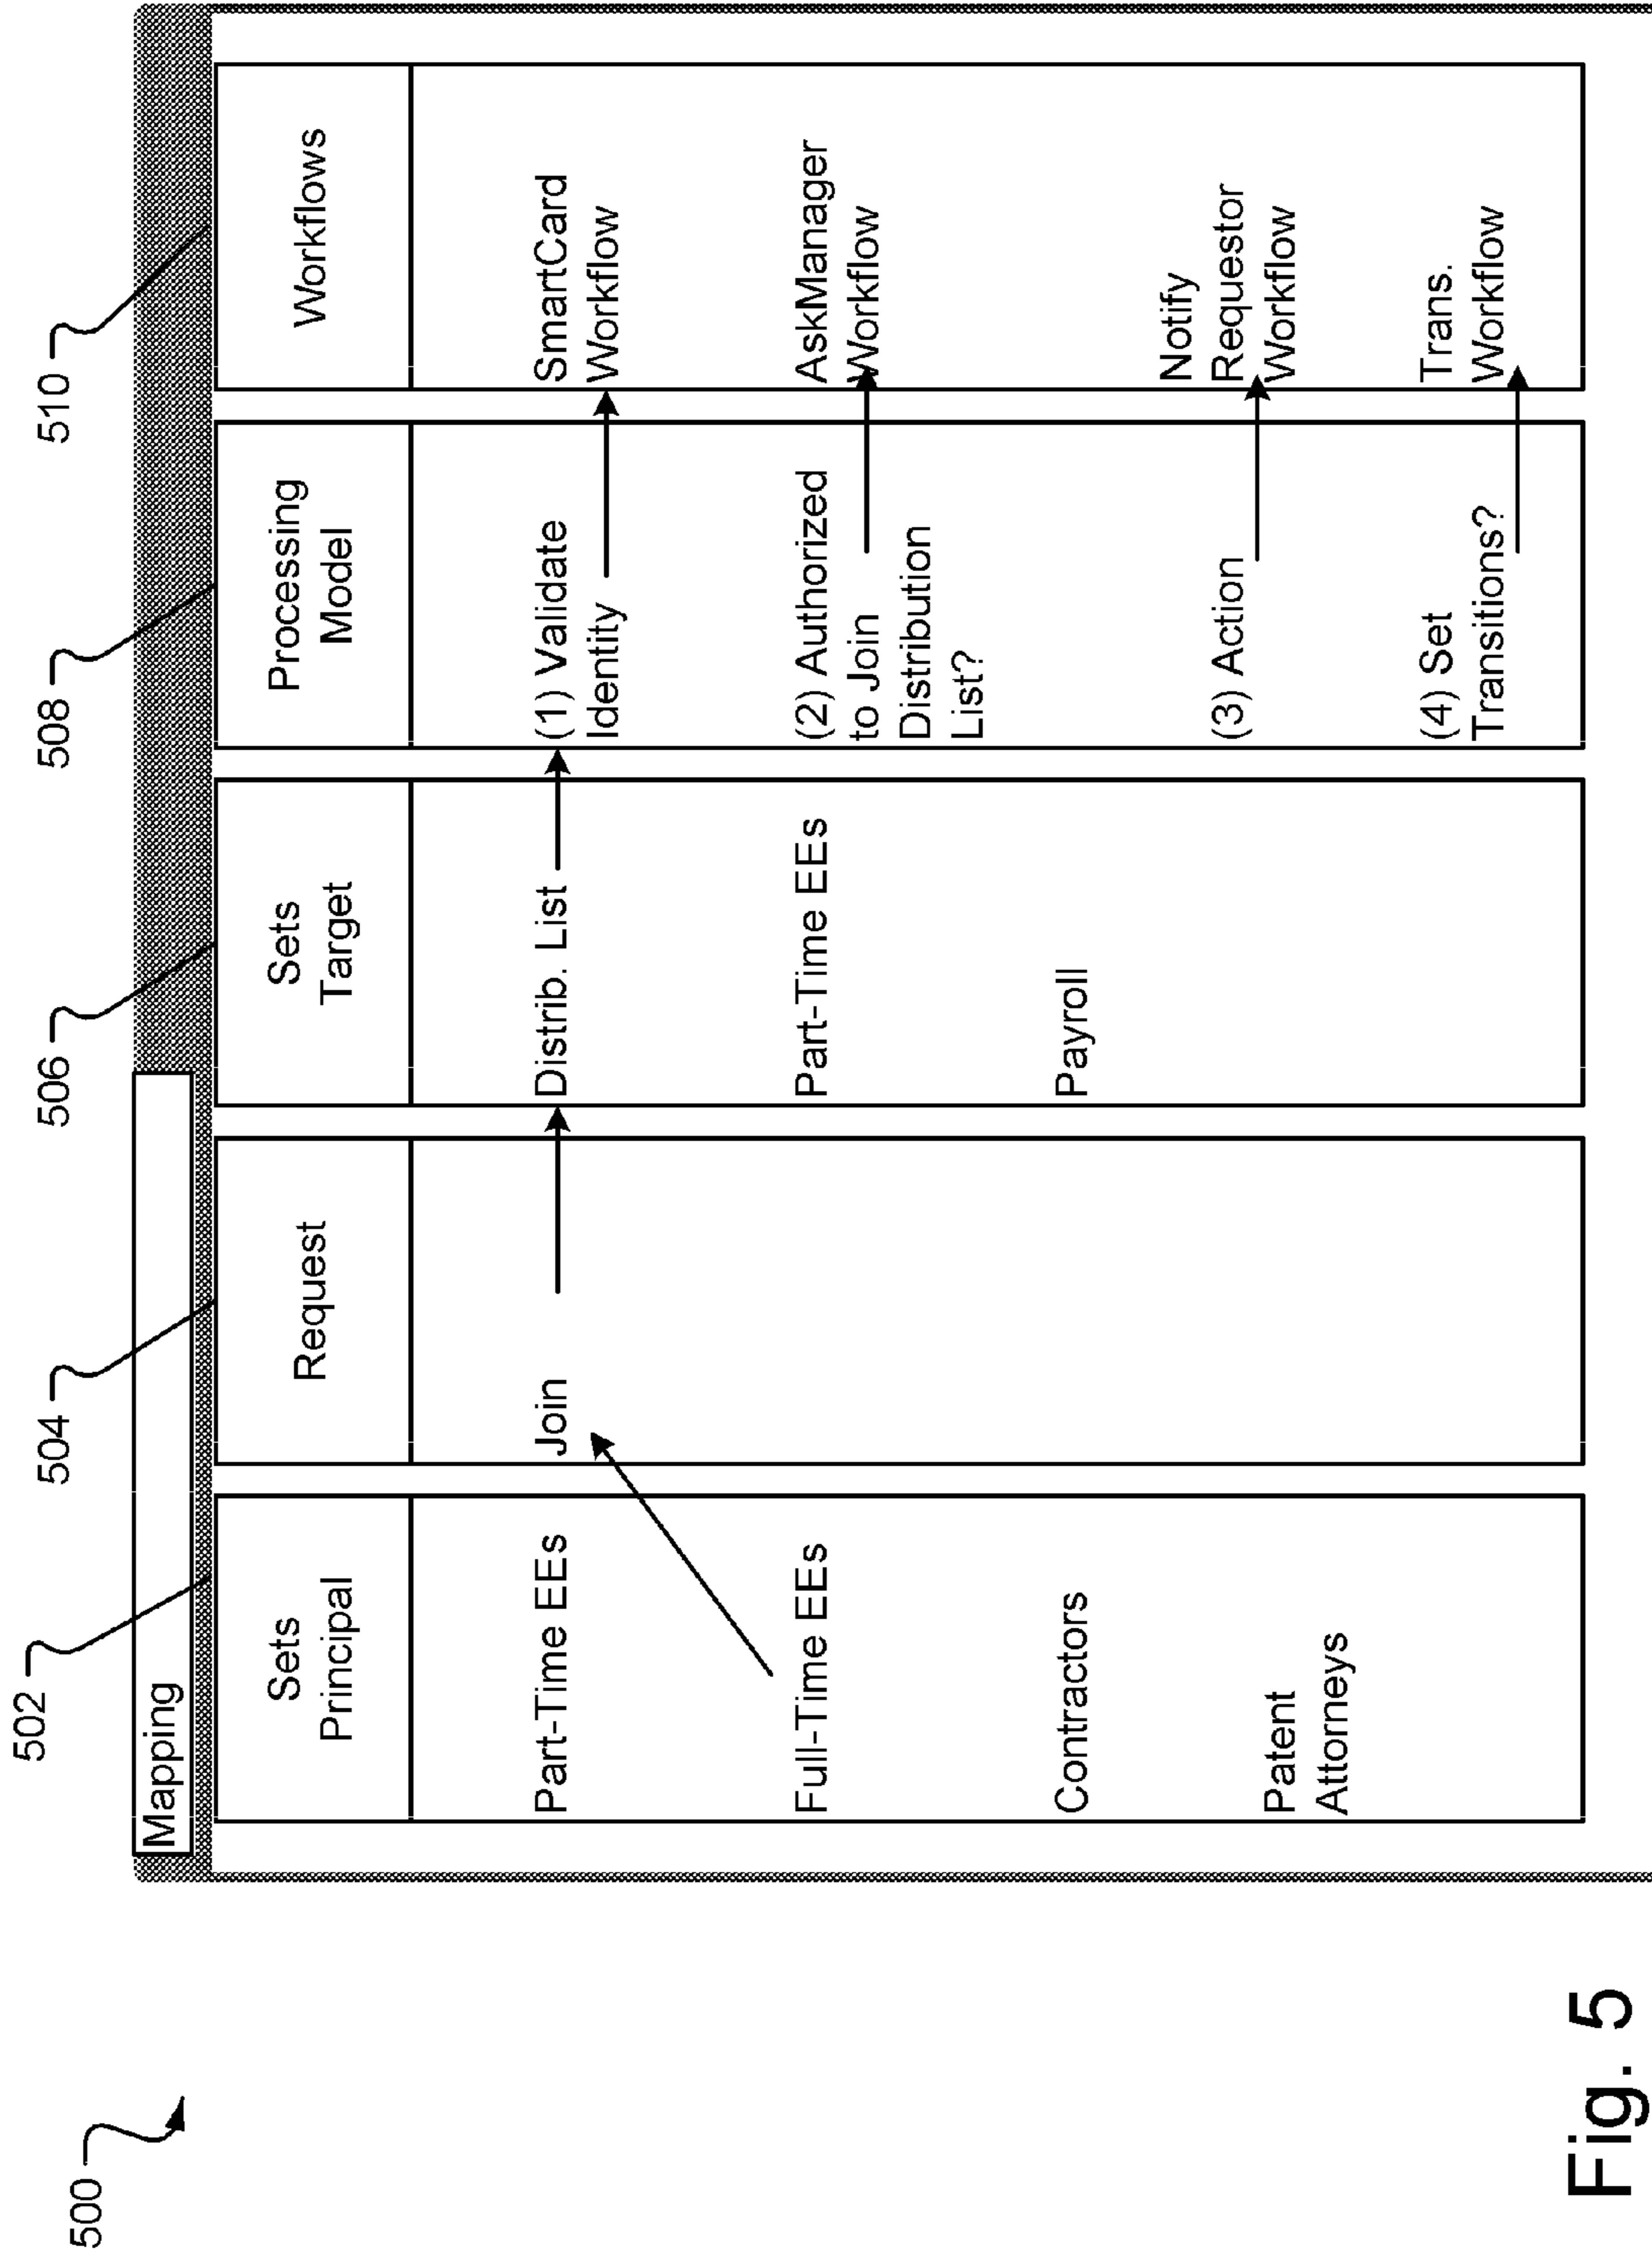 500
502
504
506
508
510
Mapping
Sets
Principal
Part-Time EEs
Full-Time EEs
Contractors
Patent
Attorneys
Request
Join
Sets
Target
Distrib. List
Part-Time EEs
Payroll
Processing
Model
(1) Validate
Identity
(2) Authorized
to Join
Distribution
List?
(3) Action
(4) Set
Transitions?
Workflows
SmartCard
Workflow
AskManager
Workflow
Notify
Requestor
Workflow
Trans.
Workflow
Fig. 5